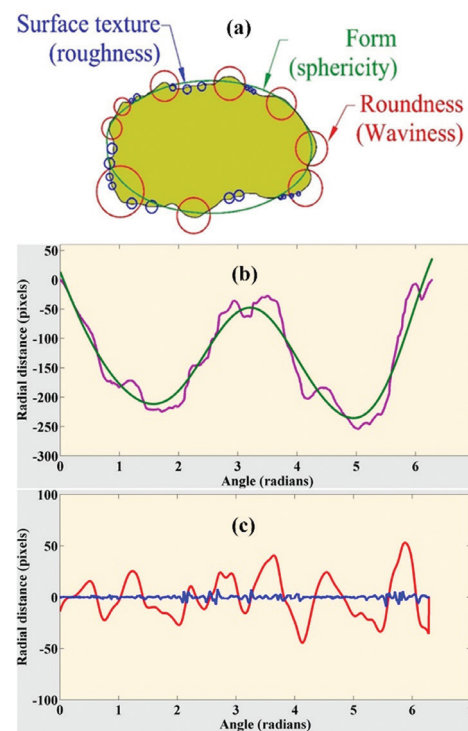 (a)
Surface texture
(roughness)
Form
(sphericity)
Roundness
(Waviness)
(b)
Radial distance (pixels)
50
0
-50
-100
-150
-200
-250
-300
0 1 2 3 4 5 6
Angle (radians)
(c)
Radial distance (pixels)
100
50
0
-50
-100
0 1 2 3 4 5 6
Angle (radians)